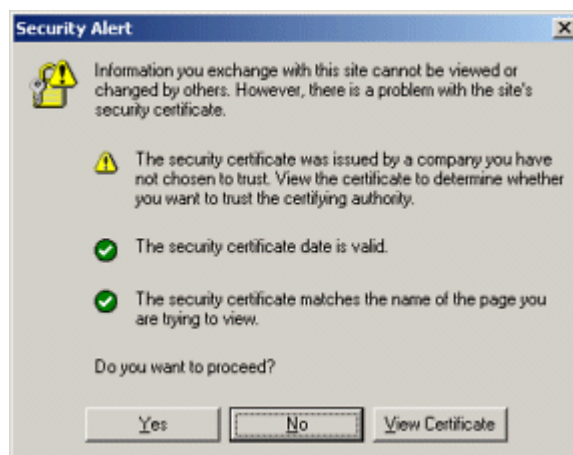 Security Alert
Information you exchange with this site cannot be viewed or
changed by others. However, there is a problem with the site's
security certificate.
The security certificate was issued by a company you have
not chosen to trust. View the certificate to determine whether
you want to trust the certifying authority.
The security certificate date is valid.
The security certificate matches the name of the page you
are trying to view.
Do you want to proceed?
Yes No View Certificate